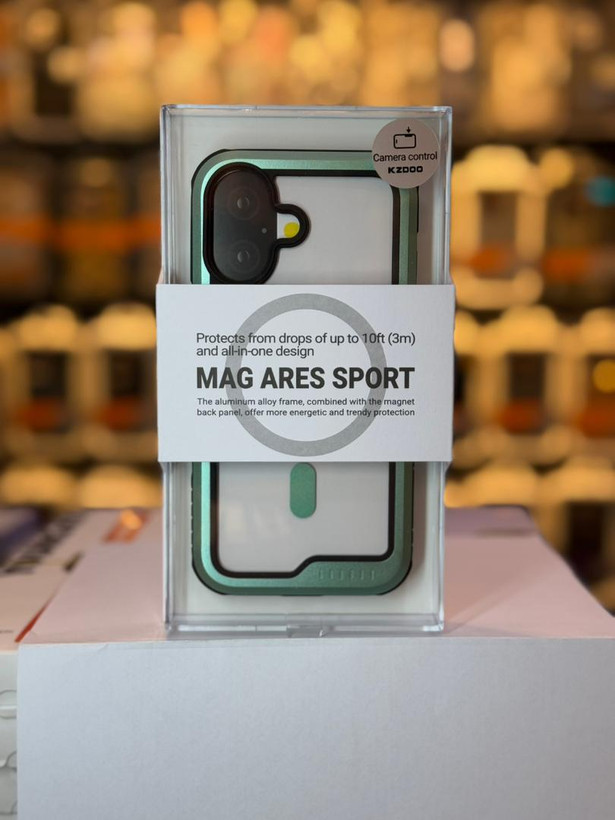 Camera control
KZDOO
Protects from drops of up to 10ft (3m)
and all-in-one design
MAG ARES SPORT
The aluminum alloy frame, combined with the magnet
back panel, offer more energetic and trendy protection